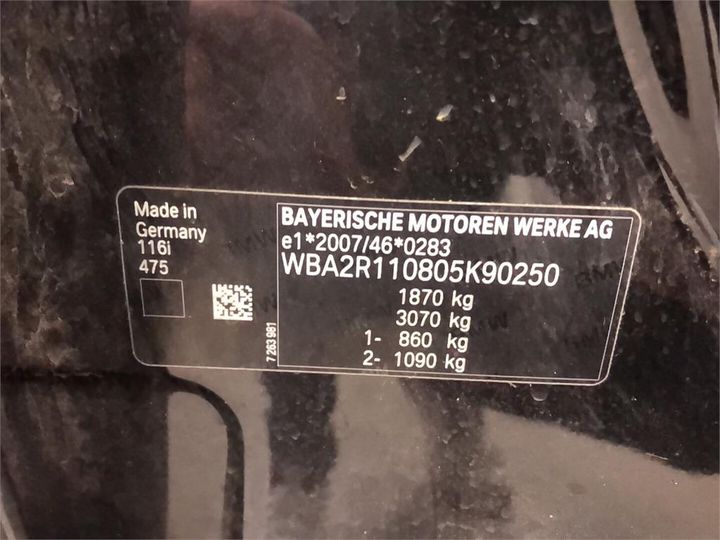 Made in
Germany
116i
475
7 263 981
BAYERISCHE MOTOREN WERKE AG
e1*2007/46*0283
WBA2R110805K90250
1870 kg
3070 kg
1- 860 kg
2- 1090 kg